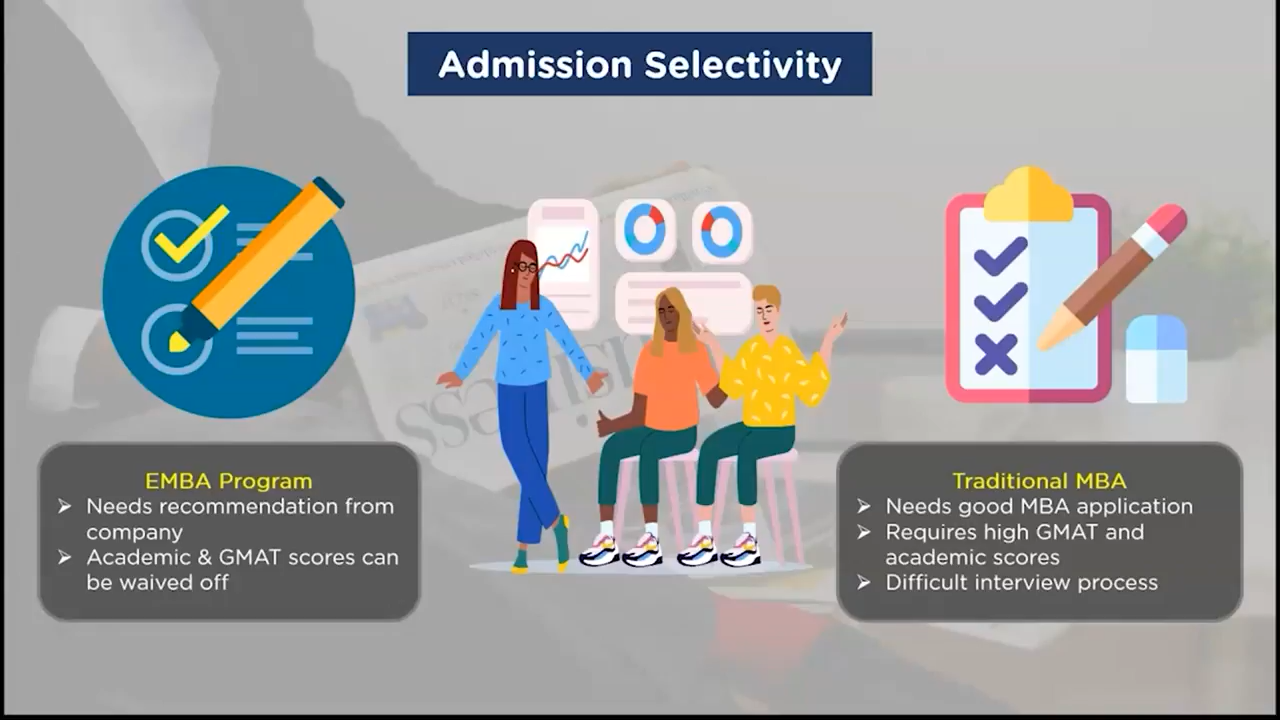 Admission Selectivity
EMBA Program
➢ Needs recommendation from
company
➢ Academic & GMAT scores can
be waived off
Traditional MBA
➢ Needs good MBA application
➢ Requires high GMAT and
academic scores
➢ Difficult interview process